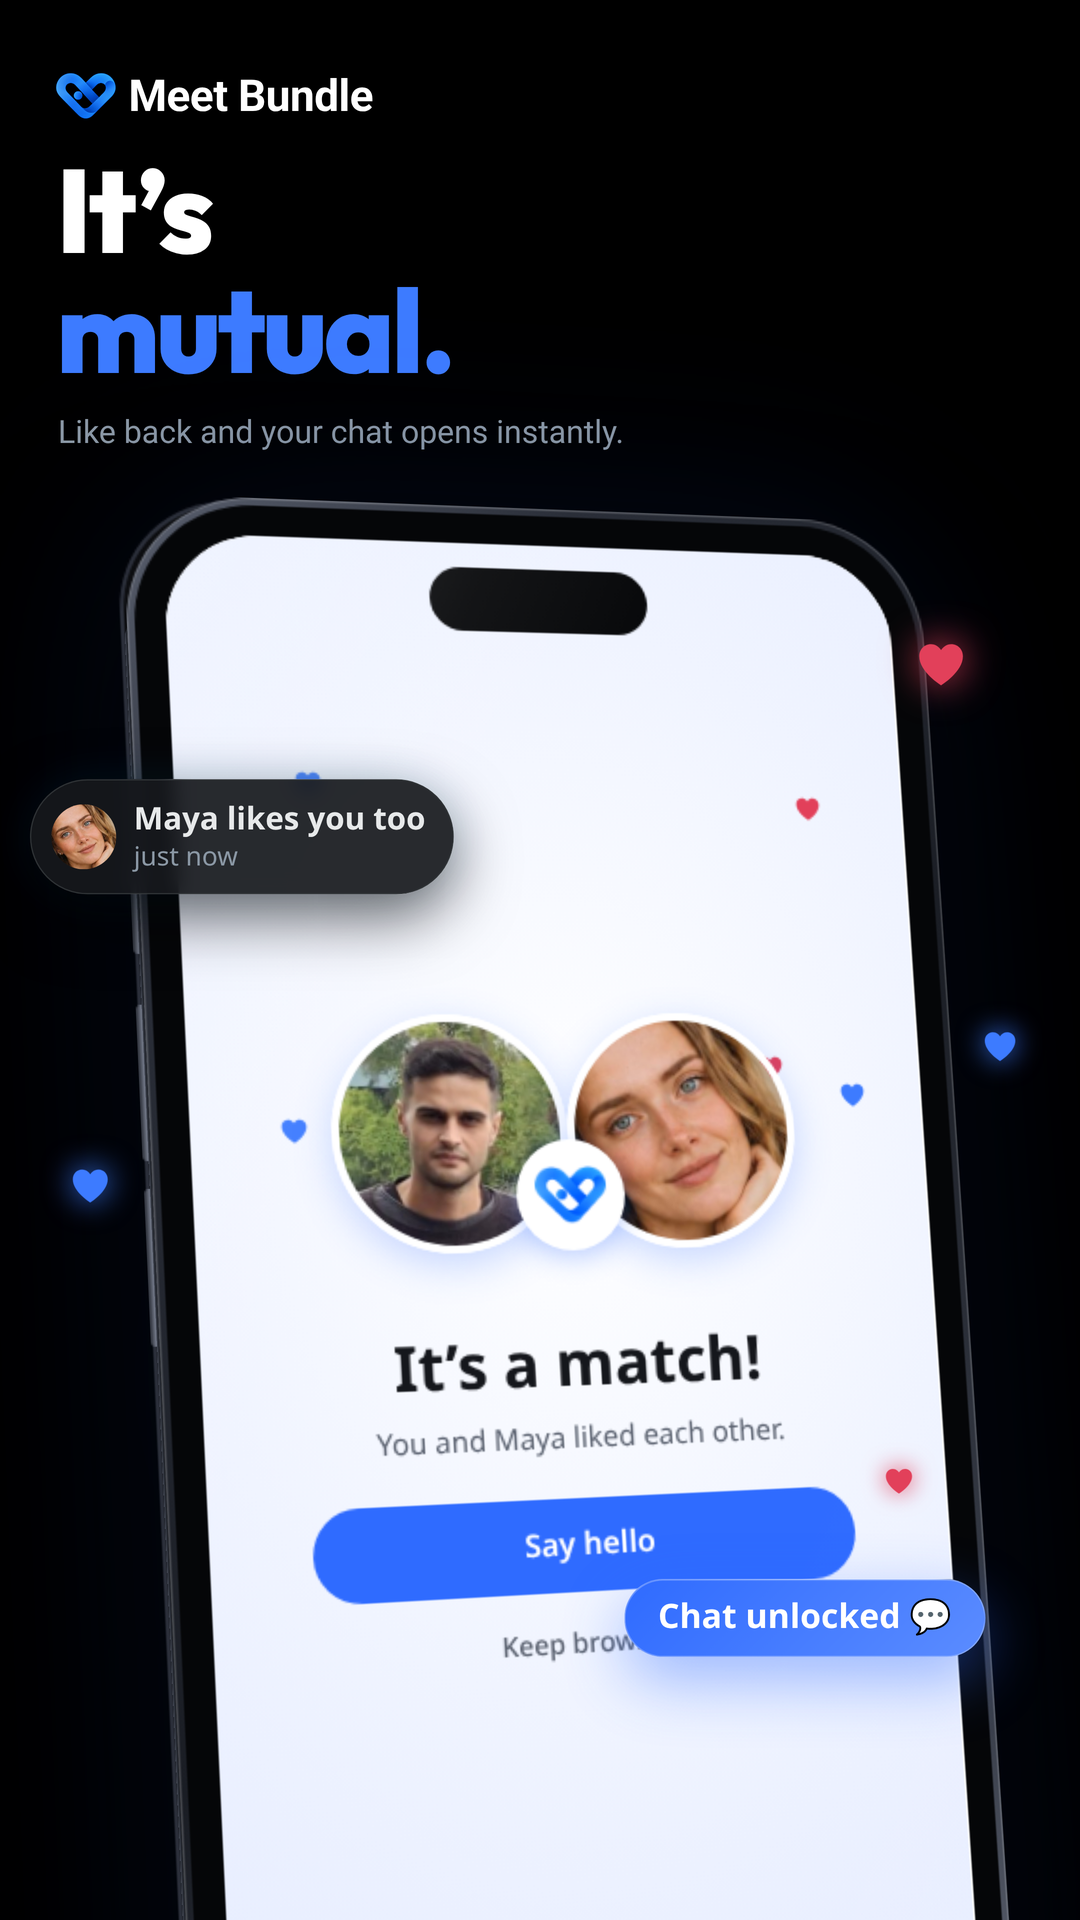 Meet Bundle
It's
mutual.
Like back and your chat opens instantly.
Maya likes you too
just now
It's a match!
You and Maya liked each other.
Say hello
Chat unlocked 💬
Keep